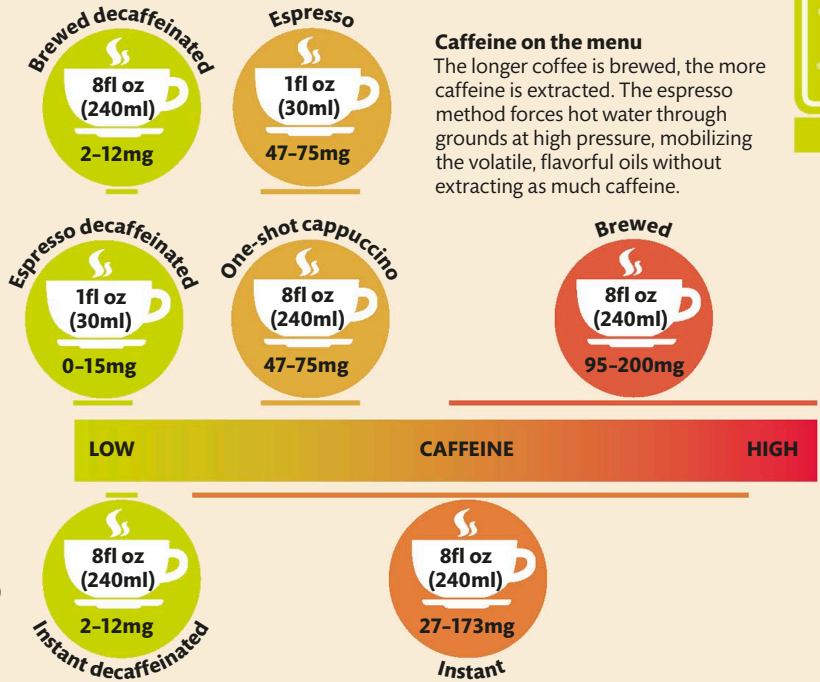 Brewed decaffeinated
8fl oz
(240ml)
2–12mg
Espresso
1fl oz
(30ml)
47–75mg
Caffeine on the menu
The longer coffee is brewed, the more
caffeine is extracted. The espresso
method forces hot water through
grounds at high pressure, mobilizing
the volatile, flavorful oils without
extracting as much caffeine.
Espresso decaffeinated
1fl oz
(30ml)
0–15mg
One-shot cappuccino
8fl oz
(240ml)
47–75mg
Brewed
8fl oz
(240ml)
95–200mg
LOW CAFFEINE HIGH
8fl oz
(240ml)
2–12mg
Instant decaffeinated
8fl oz
(240ml)
27–173mg
Instant